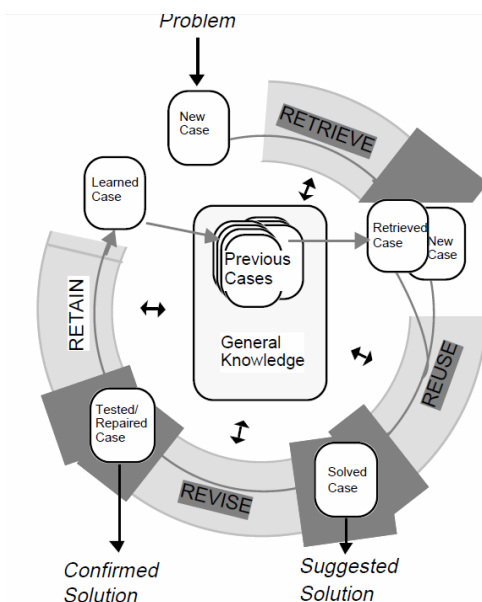 Problem
New
Case
RETRIEVE
Learned
Case
Previous
Cases
Retrieved
Case
New
Case
General
Knowledge
RETAIN
REUSE
Tested/
Repaired
Case
REVISE
Solved
Case
Confirmed
Solution
Suggested
Solution